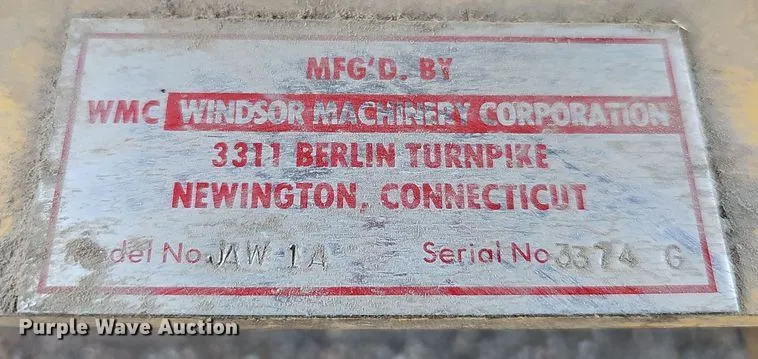 MFG'D. BY
WMC WINDSOR MACHINERY CORPORATION
3311 BERLIN TURNPIKE
NEWINGTON, CONNECTICUT
Model No. JAW-1A Serial No 3374 G
Purple Wave Auction